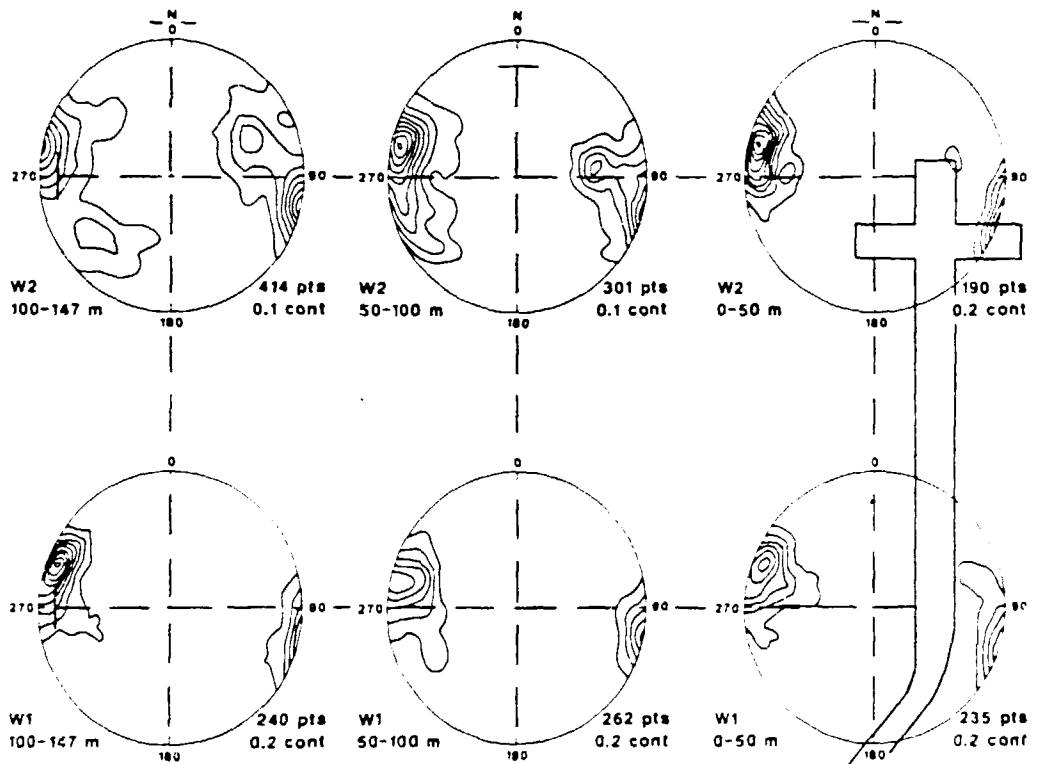 N N N
0 0 0
270 90 270 90 270 90
W2 414 pts W2 301 pts W2 190 pts
100-147 m 0.1 cont 50-100 m 0.1 cont 0-50 m 0.2 cont
180 180 180
0 0 0
270 90 270 90 270 90
W1 240 pts W1 262 pts W1 235 pts
100-147 m 0.2 cont 50-100 m 0.2 cont 0-50 m 0.2 cont
180 180 180